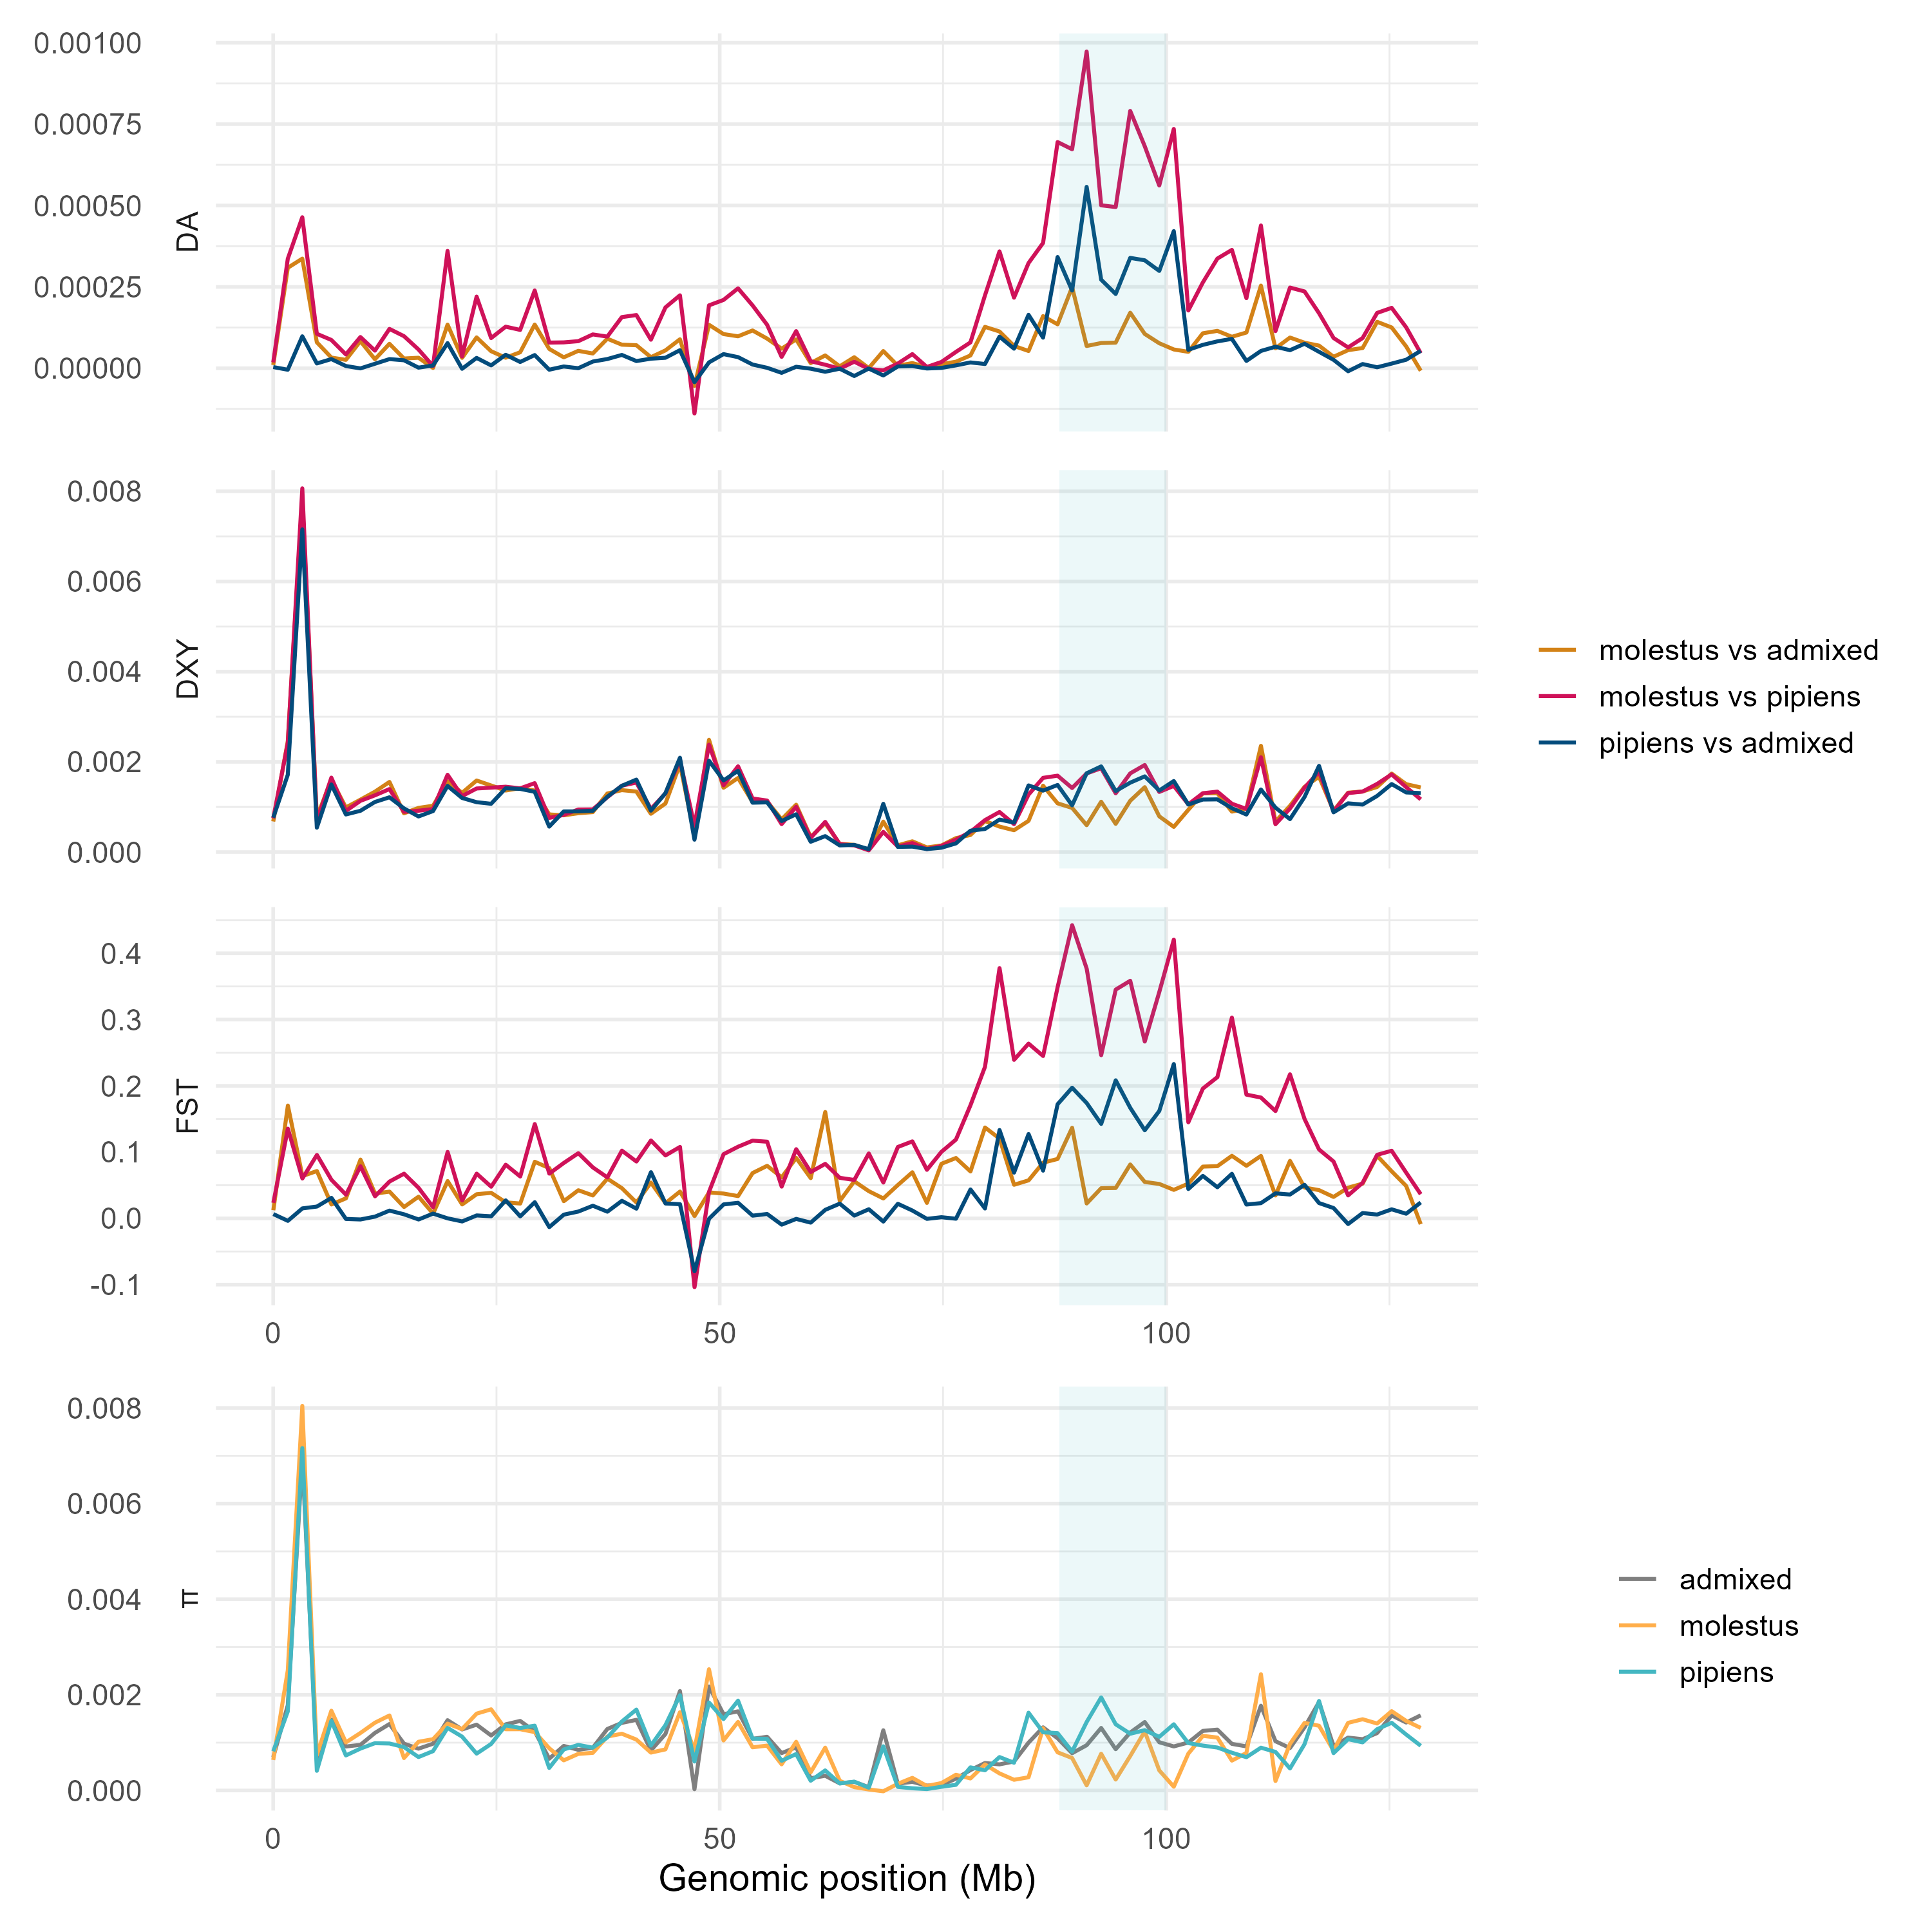 0.00100
0.00075
0.00050
0.00025
0.00000
DA
0.008
0.006
0.004
0.002
0.000
DXY
molestus vs admixed
molestus vs pipiens
pipiens vs admixed
0.4
0.3
0.2
0.1
0.0
-0.1
FST
0 50 100
0.008
0.006
0.004
0.002
0.000
π
admixed
molestus
pipiens
0 50 100
Genomic position (Mb)